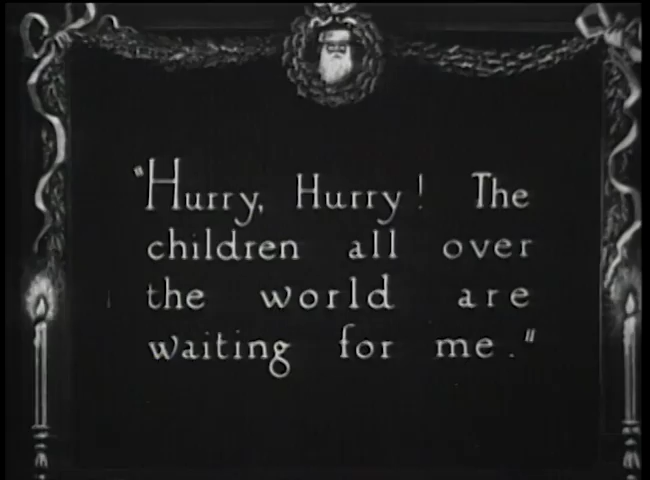 "Hurry, Hurry! The
children all over
the world are
waiting for me."